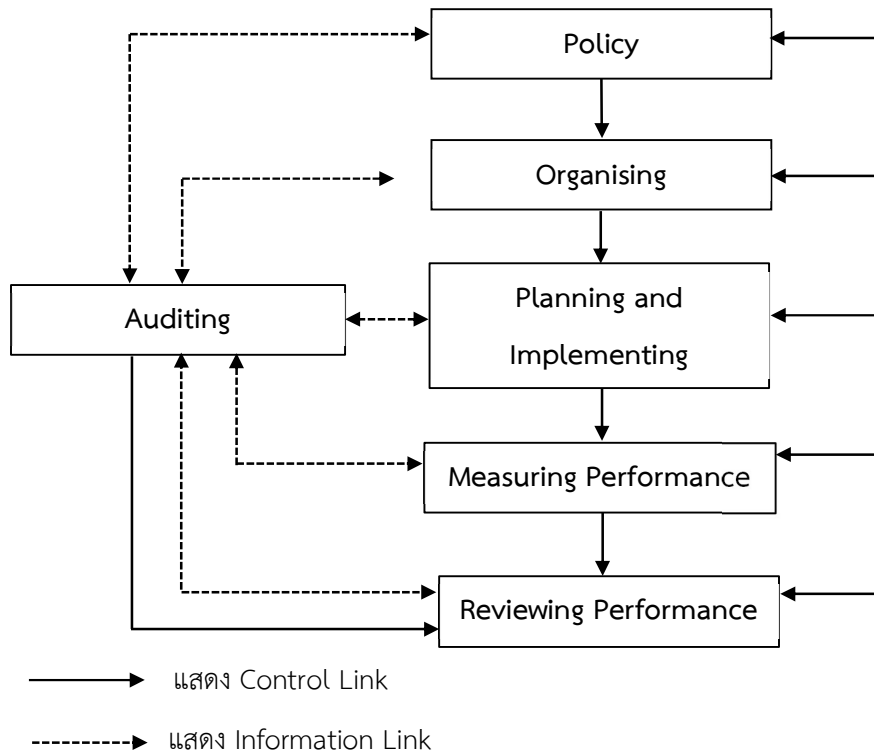 Policy
Organising
Planning and
Implementing
Auditing
Measuring Performance
Reviewing Performance
แสดง Control Link
แสดง Information Link